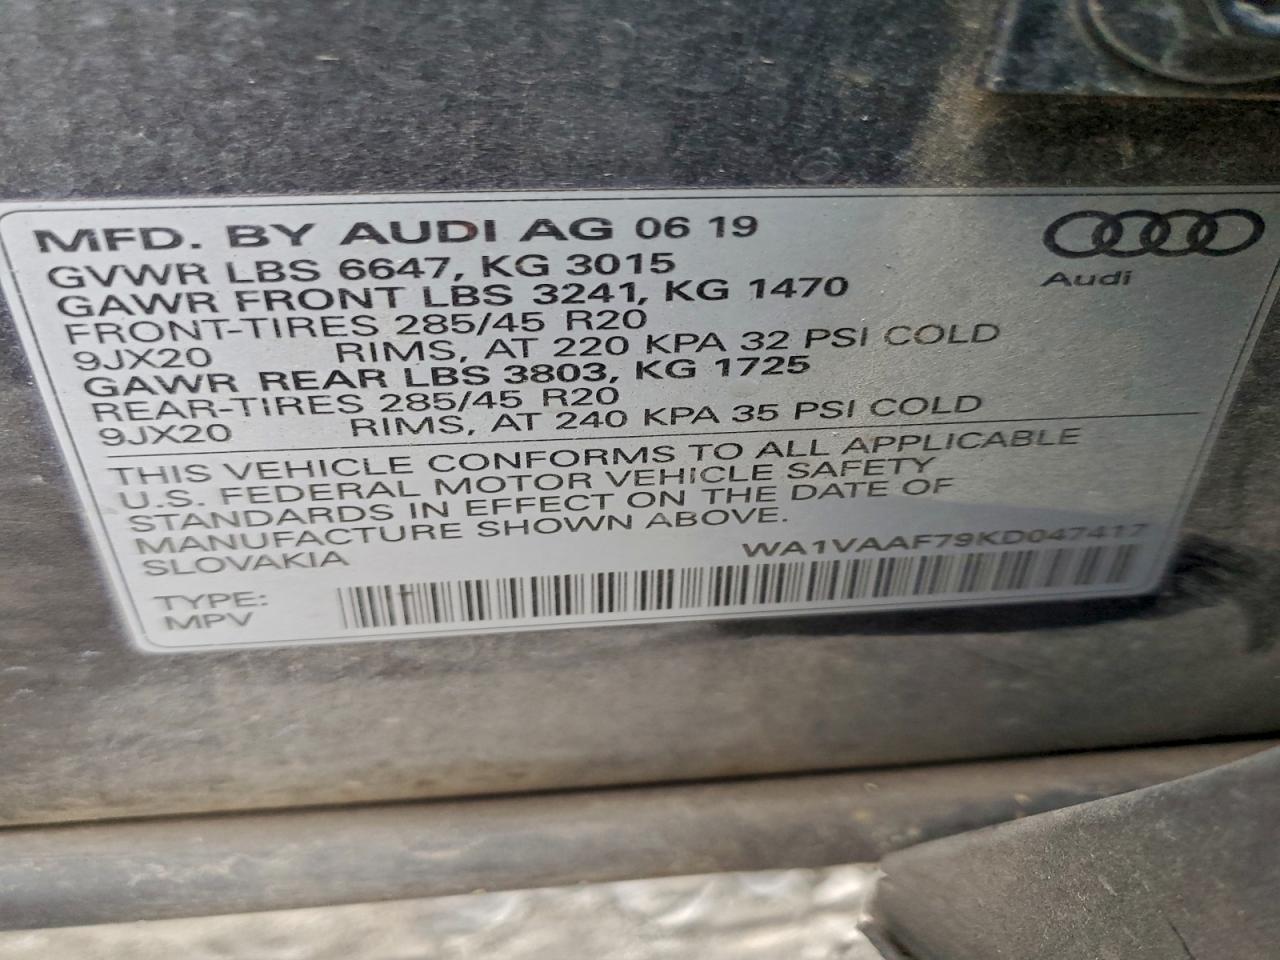 MFD. BY AUDI AG 06 19
GVWR LBS 6647, KG 3015
GAWR FRONT LBS 3241, KG 1470
FRONT-TIRES 285/45 R20
9JX20 RIMS, AT 220 KPA 32 PSI COLD
GAWR REAR LBS 3803, KG 1725
REAR-TIRES 285/45 R20
9JX20 RIMS, AT 240 KPA 35 PSI COLD
Audi
THIS VEHICLE CONFORMS TO ALL APPLICABLE
U.S. FEDERAL MOTOR VEHICLE SAFETY
STANDARDS IN EFFECT ON THE DATE OF
MANUFACTURE SHOWN ABOVE.
SLOVAKIA WA1VAAF79KD047417
TYPE:
MPV